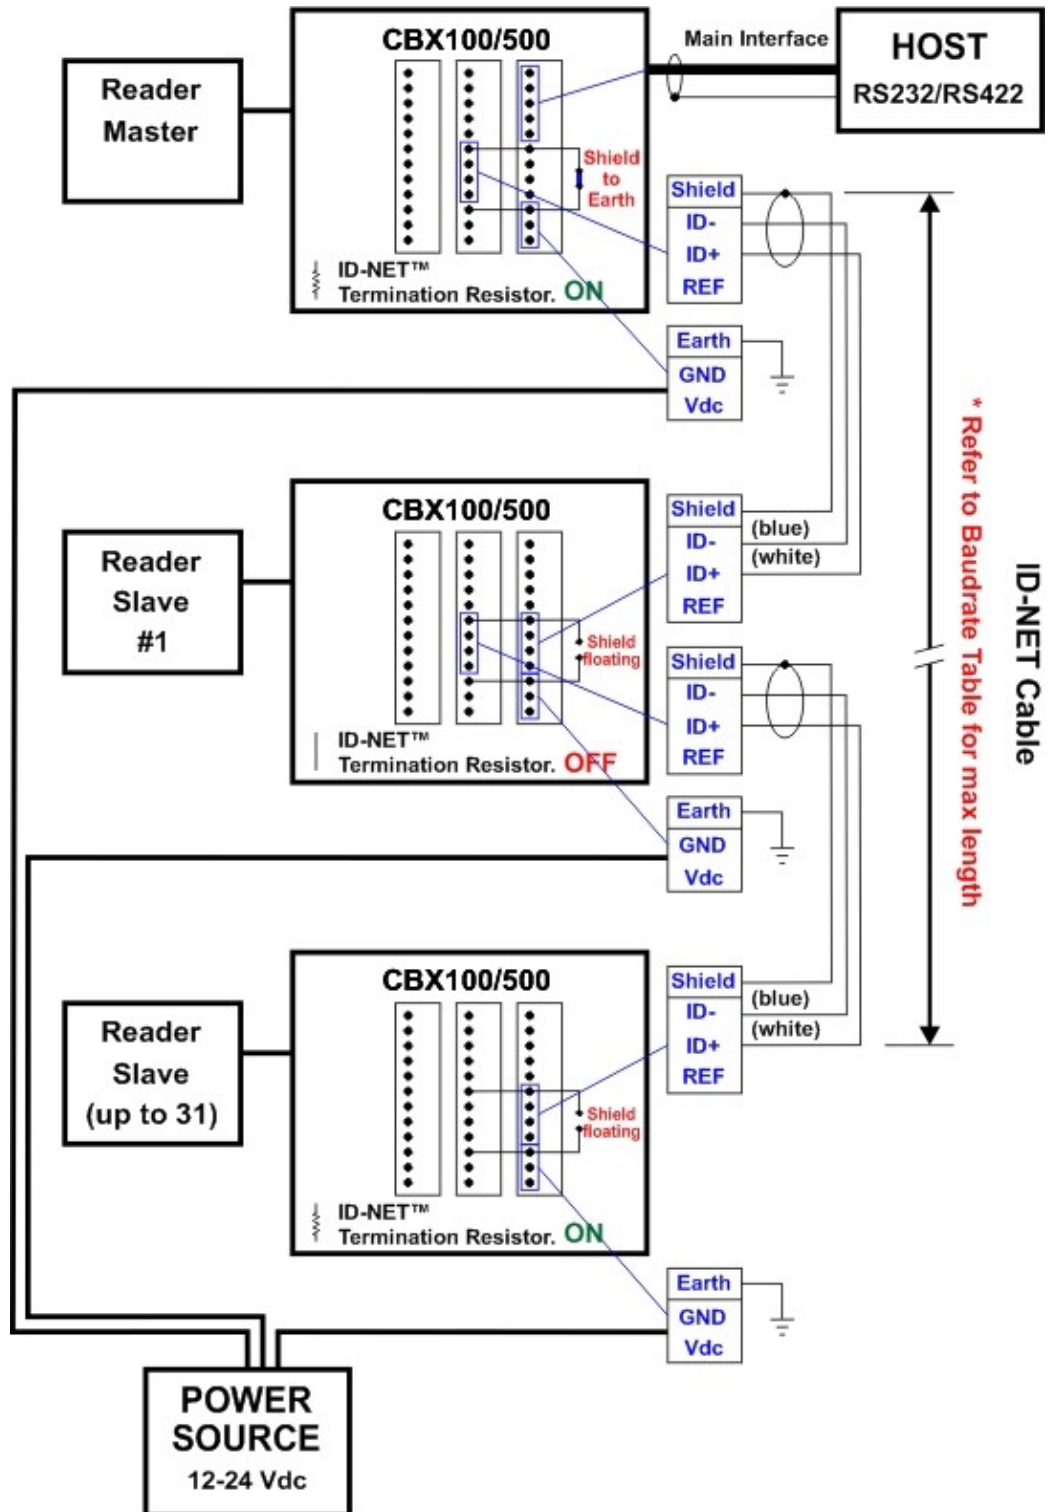 CBX100/500
Main Interface
HOST
RS232/RS422
Reader
Master
Shield
to
Earth
ID-NET™
Termination Resistor. ON
Shield
ID-
ID+
REF
Earth
GND
Vdc
CBX100/500
Reader
Slave
#1
Shield
floating
ID-NET™
Termination Resistor. OFF
Shield
(blue)
ID-
(white)
ID+
REF
Shield
ID-
ID+
REF
Earth
GND
Vdc
* Refer to Baudrate Table for max length
ID-NET Cable
CBX100/500
Reader
Slave
(up to 31)
Shield
floating
ID-NET™
Termination Resistor. ON
Shield
(blue)
ID-
(white)
ID+
REF
Earth
GND
Vdc
POWER
SOURCE
12-24 Vdc